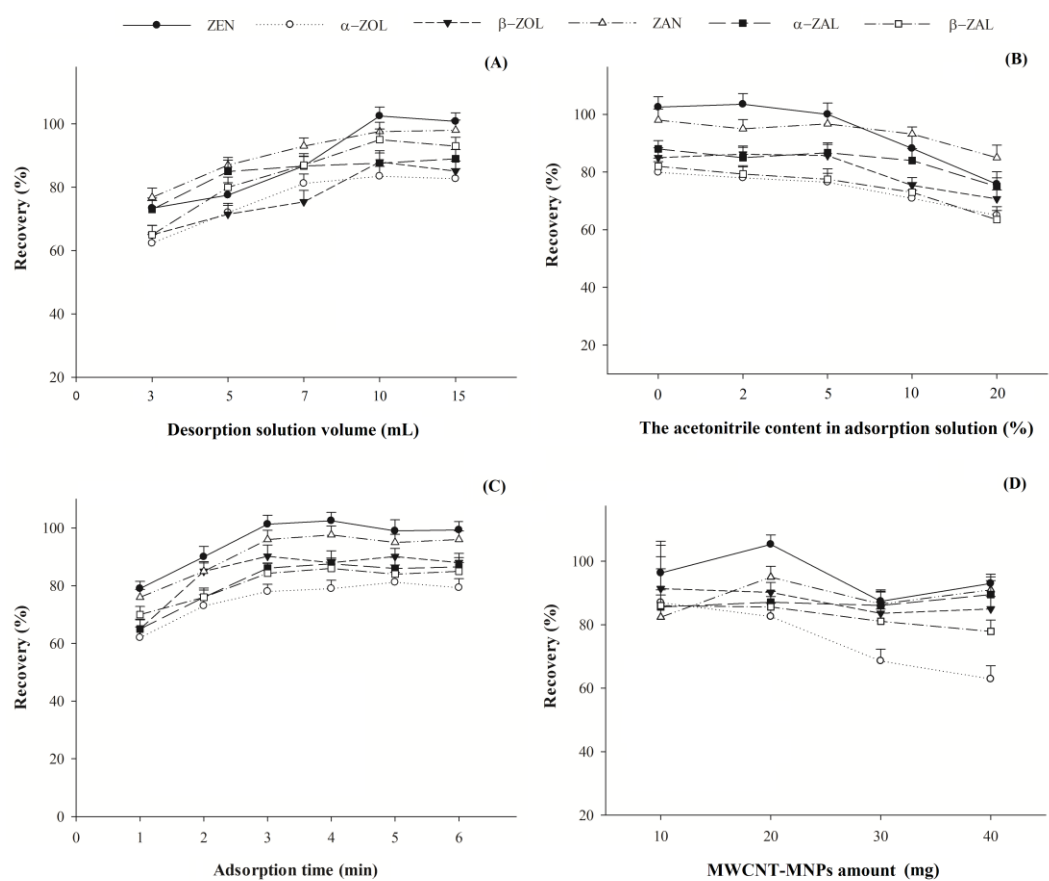 ZEN α−ZOL β−ZOL ZAN α−ZAL β−ZAL
(A)
Recovery (%)
100
80
60
40
20
0 3 5 7 10 15
Desorption solution volume (mL)
(B)
Recovery (%)
100
80
60
40
20
0 2 5 10 20
The acetonitrile content in adsorption solution (%)
(C)
Recovery (%)
100
80
60
40
20
0
0 1 2 3 4 5 6
Adsorption time (min)
(D)
Recovery (%)
100
80
60
40
20
10 20 30 40
MWCNT-MNPs amount (mg)